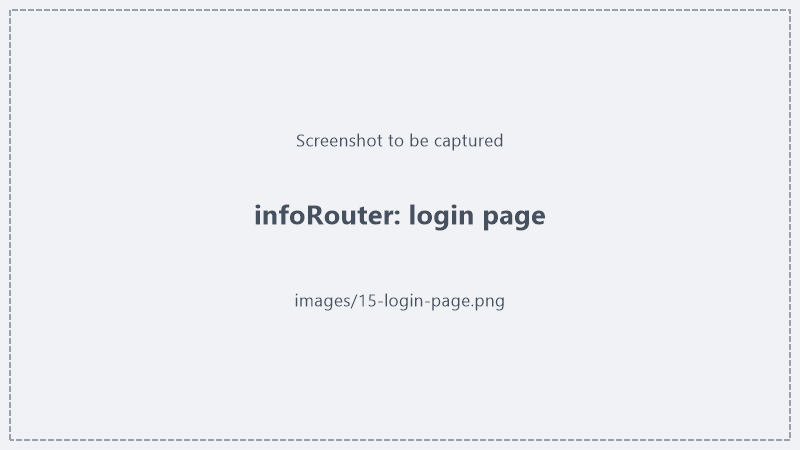 Screenshot to be captured
infoRouter: login page
images/15-login-page.png